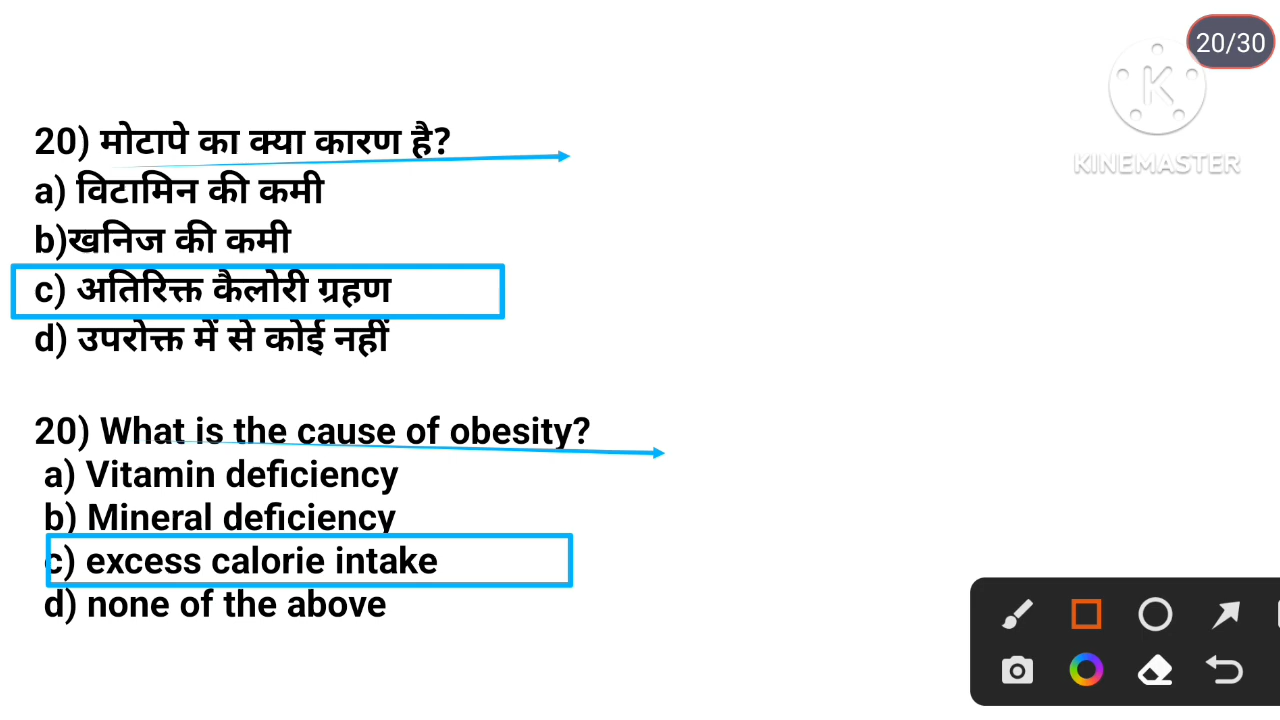 20/30
KINEMASTER
20) मोटापे का क्या कारण है?
a) विटामिन की कमी
b)खनिज की कमी
c) अतिरिक्त कैलोरी ग्रहण
d) उपरोक्त में से कोई नहीं
20) What is the cause of obesity?
a) Vitamin deficiency
b) Mineral deficiency
c) excess calorie intake
d) none of the above